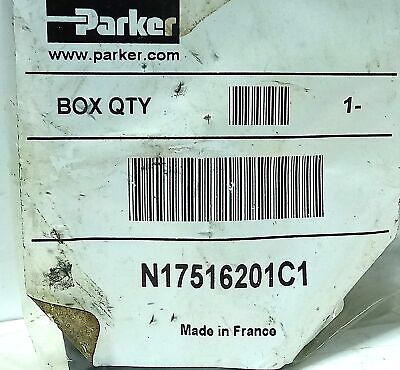 Parker
www.parker.com
BOX QTY 1-
N17516201C1
Made in France